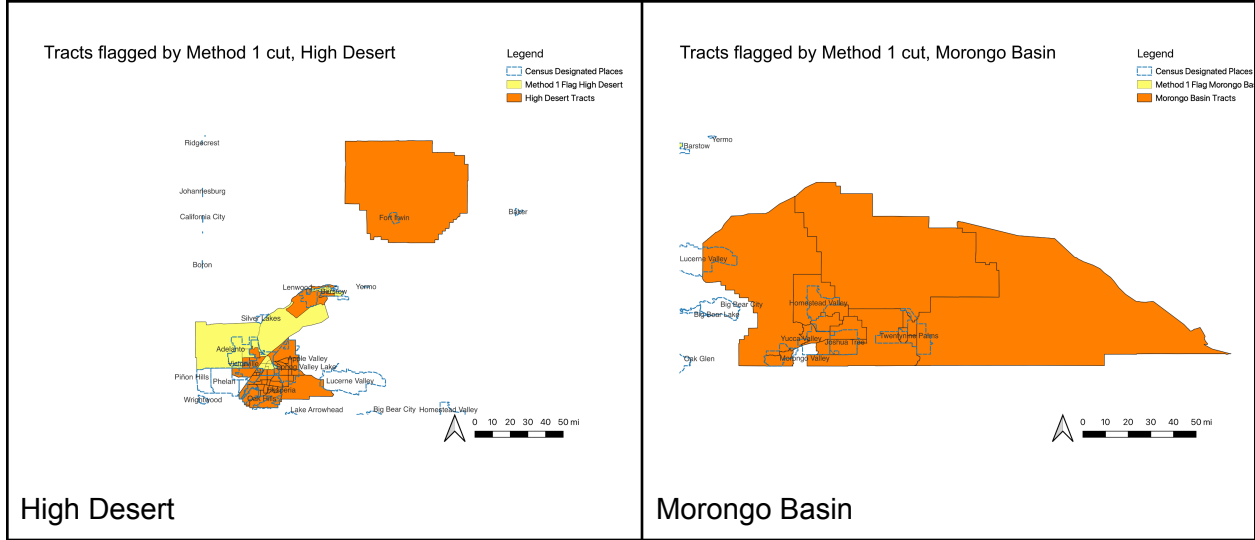 Tracts flagged by Method 1 cut, High Desert
Legend
Census Designated Places
Method 1 Flag High Desert
High Desert Tracts
Ridgecrest
Johannesburg
California City
Fort Irwin
Baker
Boron
Lenwood
Barstow
Yermo
Silver Lakes
Adelanto
Victorville
Apple Valley
Spring Valley Lake
Piñon Hills
Phelan
Lucerne Valley
Hesperia
Oak Hills
Wrightwood
Lake Arrowhead
Big Bear City
Homestead Valley
0 10 20 30 40 50 mi
High Desert
Tracts flagged by Method 1 cut, Morongo Basin
Legend
Census Designated Places
Method 1 Flag Morongo Ba
Morongo Basin Tracts
Yermo
Barstow
Lucerne Valley
Big Bear City
Big Bear Lake
Homestead Valley
Yucca Valley
Joshua Tree
Twentynine Palms
Oak Glen
Morongo Valley
0 10 20 30 40 50 mi
Morongo Basin